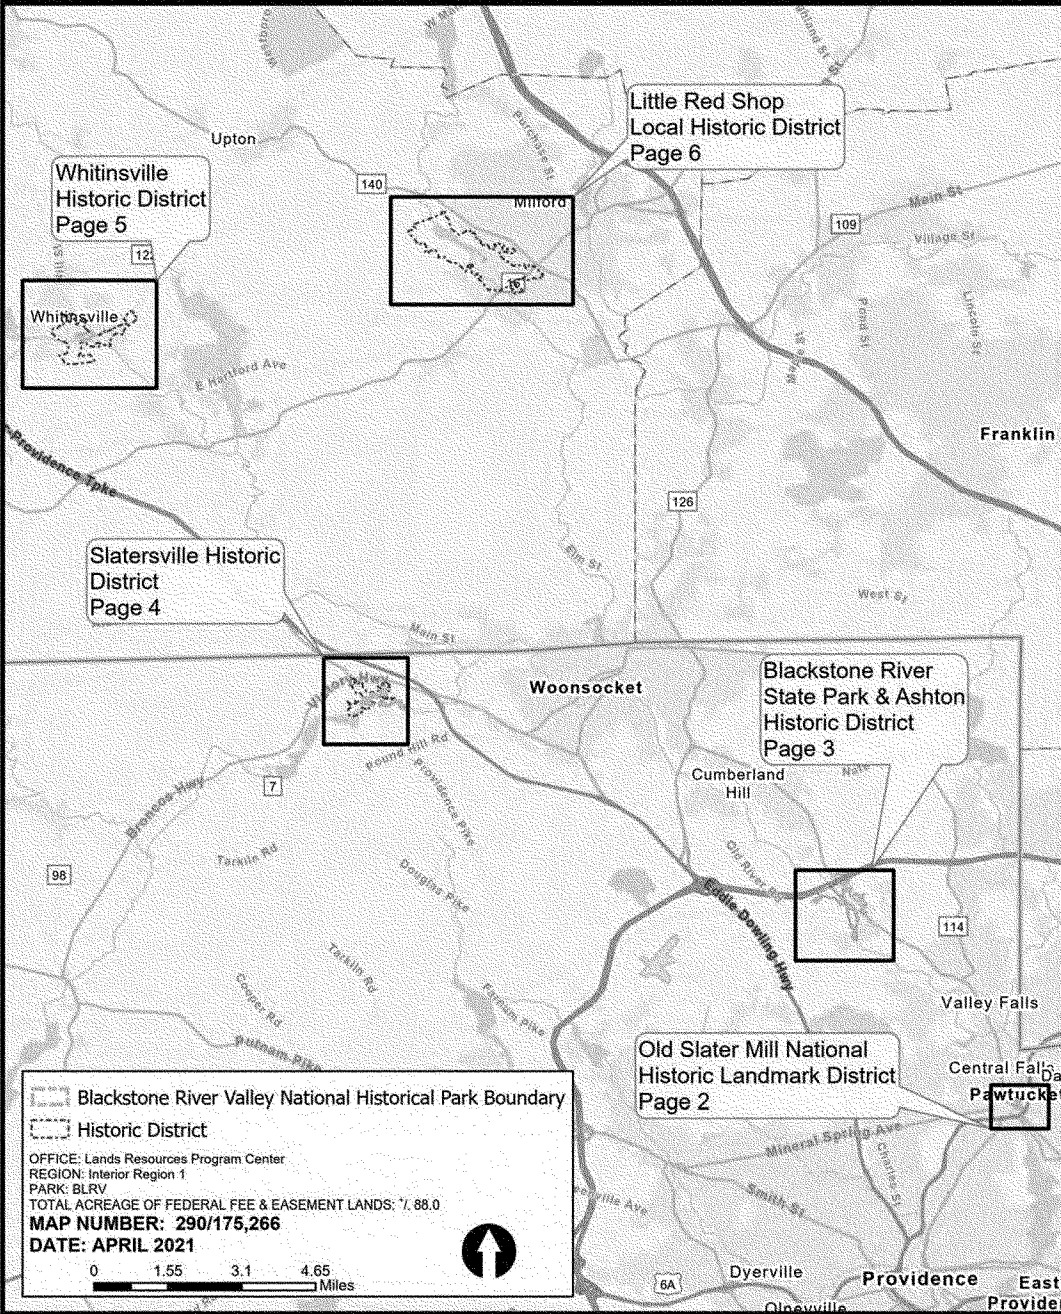 Upton
Purchase St
Little Red Shop
Local Historic District
Page 6
Whitinsville
Historic District
Page 5
140
Milford
Main St
109
Village St
16
Whitinsville
Pond St
Lincoln St
E Hartford Ave
Franklin
-Providence Tpke
126
Elm St
Slatersville Historic
District
Page 4
West St
Main St
Woonsocket
Blackstone River
State Park & Ashton
Historic District
Page 3
Victory Hwy
Pound Hill Rd
Providence Pike
Cumberland
Hill
7
Broncos Hwy
Tarkiln Rd
98
Douglas Pike
Old River Rd
Eddie Dowling Hwy
114
Tarkiln Rd
Cooper Rd
Farnum Pike
Valley Falls
Putnam Pike
Old Slater Mill National
Historic Landmark District
Page 2
Central Falls
Pawtucket
Mineral Spring Ave
Charles St
Smith St
Blackstone River Valley National Historical Park Boundary
Historic District
OFFICE: Lands Resources Program Center
REGION: Interior Region 1
PARK: BLRV
TOTAL ACREAGE OF FEDERAL FEE & EASEMENT LANDS: +/. 88.0
MAP NUMBER: 290/175,266
DATE: APRIL 2021
0 1.55 3.1 4.65
Miles
6A
Dyerville
Providence
East
Provide
Olneyville